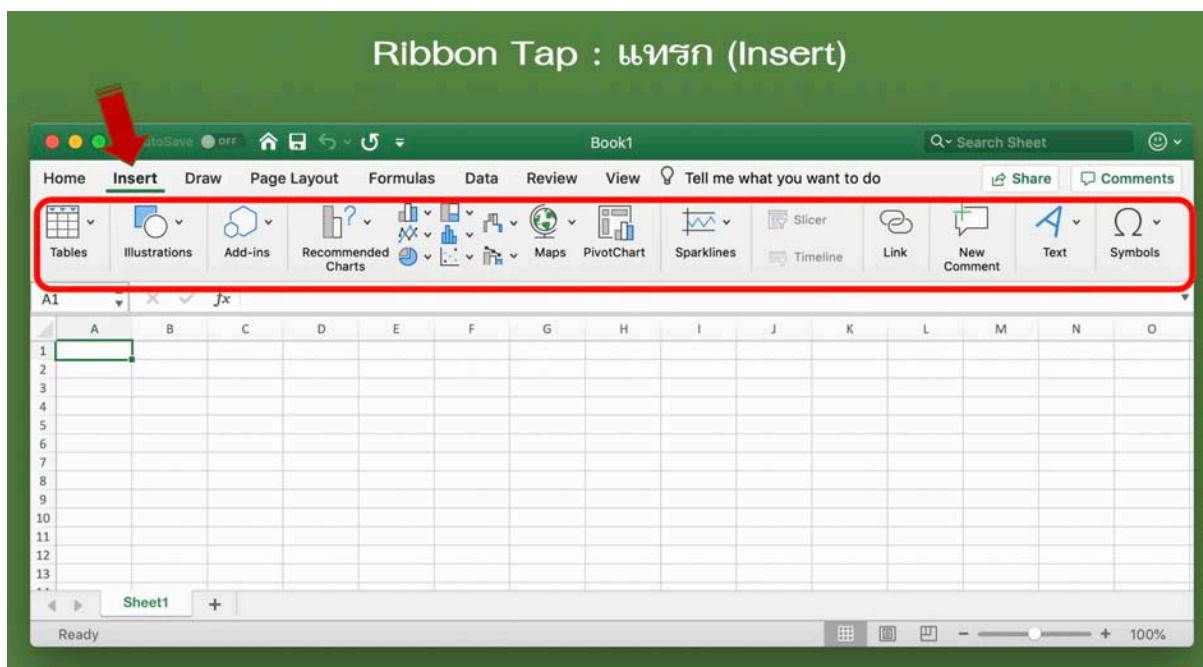 Ribbon Tap : แทรก (Insert)
AutoSave OFF Book1 Search Sheet
Home Insert Draw Page Layout Formulas Data Review View Tell me what you want to do Share Comments
Tables Illustrations Add-ins Recommended Charts Maps PivotChart Sparklines Slicer Timeline Link New Comment Text Symbols
A1 fx
A B C D E F G H I J K L M N O
1
2
3
4
5
6
7
8
9
10
11
12
13
Sheet1 +
Ready - + 100%